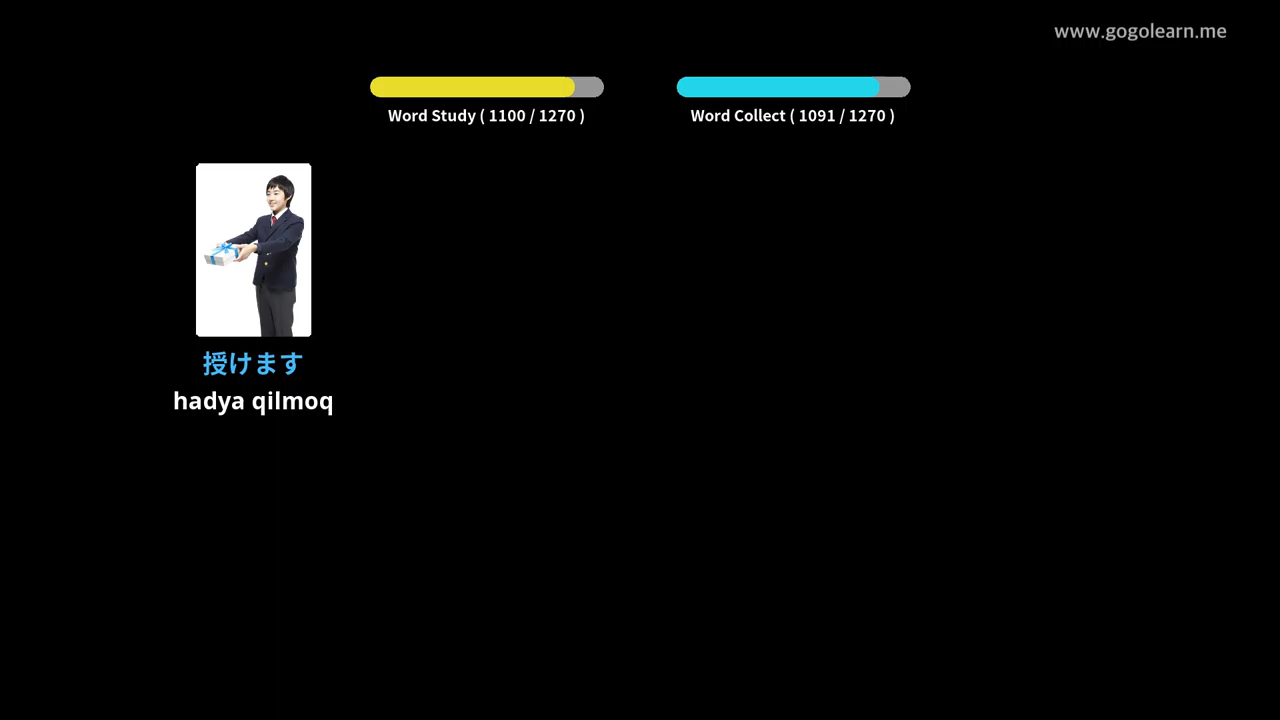 www.gogolearn.me
Word Study ( 1100 / 1270 )
Word Collect ( 1091 / 1270 )
授けます
hadya qilmoq